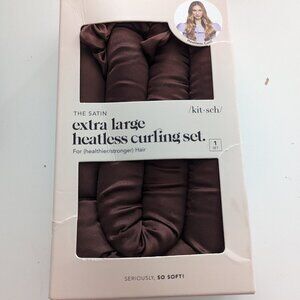 /kit·sch/
THE SATIN
extra large
heatless curling set.
For {healthier/stronger} Hair
1
SET
SERIOUSLY, SO SOFT!